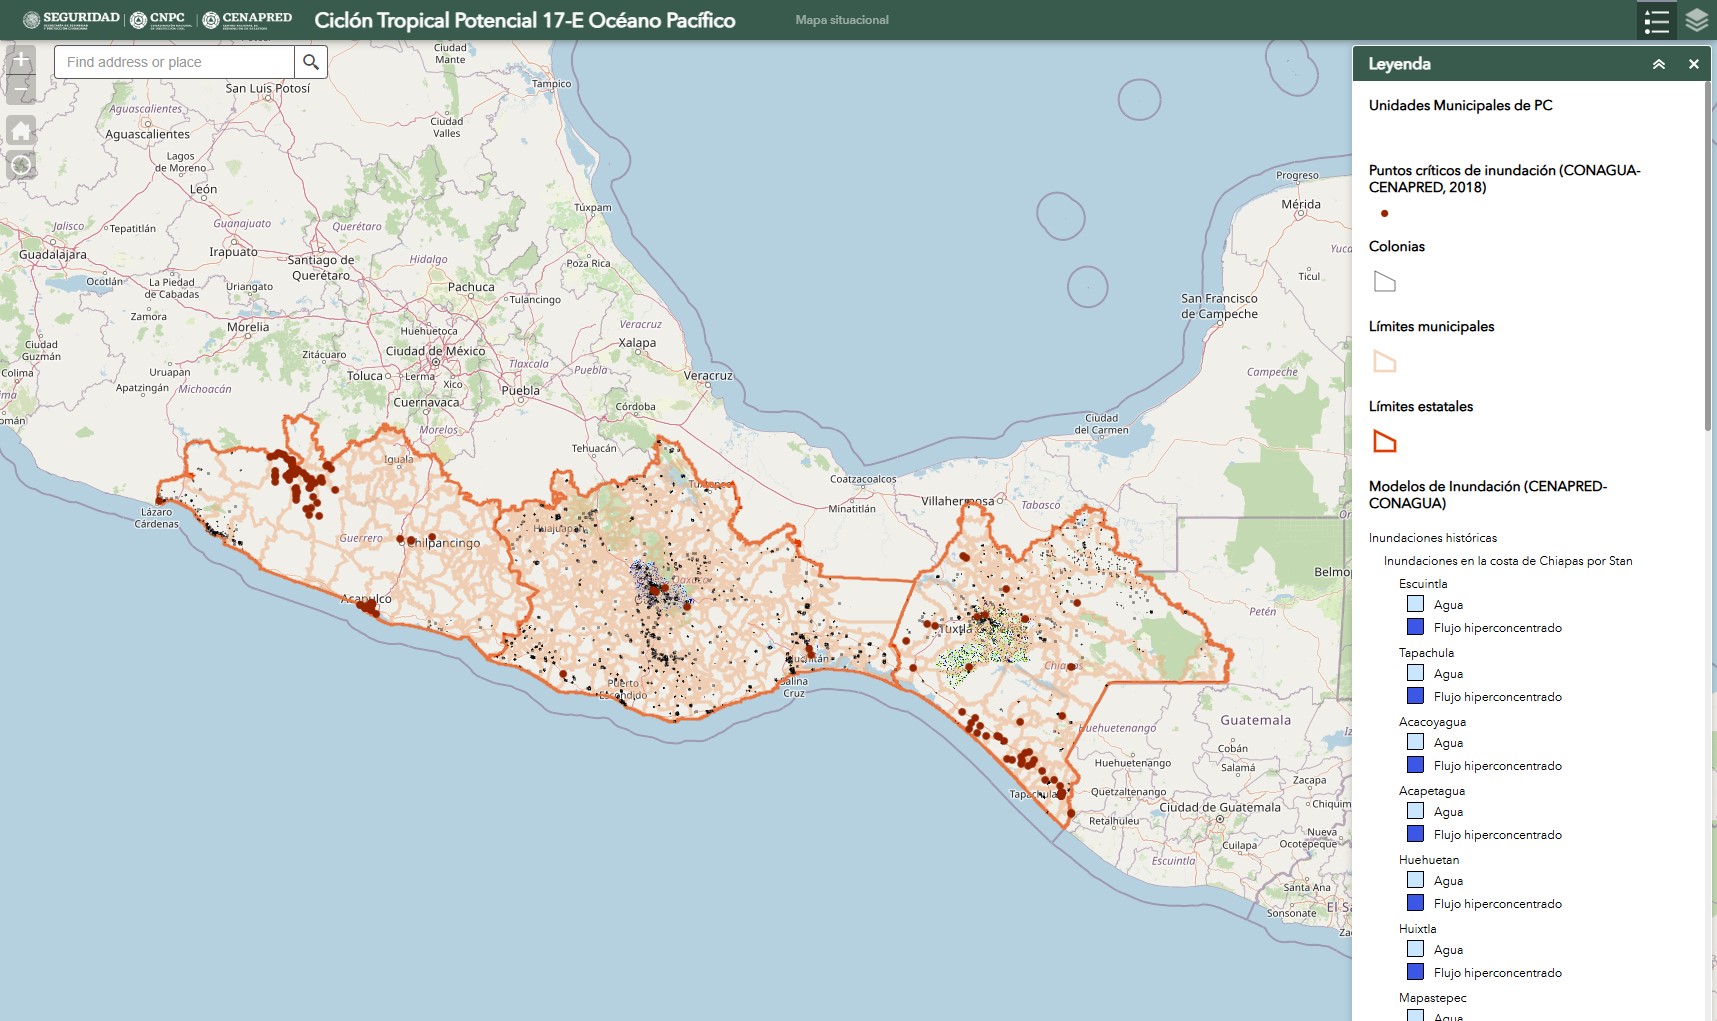 SEGURIDAD
CNPC
CENAPRED
Ciclón Tropical Potencial 17-E Océano Pacífico
Mapa situacional
Find address or place
Leyenda
Unidades Municipales de PC
Puntos críticos de inundación (CONAGUA-
CENAPRED, 2018)
Colonias
Límites municipales
Límites estatales
Modelos de Inundación (CENAPRED-
CONAGUA)
Inundaciones históricas
Inundaciones en la costa de Chiapas por Stan
Escuintla
Agua
Flujo hiperconcentrado
Tapachula
Agua
Flujo hiperconcentrado
Acacoyagua
Agua
Flujo hiperconcentrado
Acapetagua
Agua
Flujo hiperconcentrado
Huehuetan
Agua
Flujo hiperconcentrado
Huixtla
Agua
Flujo hiperconcentrado
Mapastepec
Agua
Ciudad
Mante
San Luis Potosí
Tampico
Aguascalientes
Aguascalientes
Ciudad
Valles
Lagos
de Moreno
León
Túxpam
Progreso
Mérida
Jalisco
Tepatitlán
Guanajuato
Querétaro
Guadalajara
Irapuato
Santiago de
Querétaro
Hidalgo
Poza Rica
Ticul
Ocotlán
La Piedad
de Cabadas
Uriangato
Pachuca
Tulancingo
San Francisco
de Campeche
Zamora
Morelia
Huehuetoca
Veracruz
Xalapa
Ciudad
Guzmán
Zitácuaro
Ciudad de México
Colima
Uruapan
Apatzingán
Michoacán
Toluca
Lerma
Xico
Tlaxcala
Puebla
Puebla
Veracruz
Campeche
Cuernavaca
Morelos
Córdoba
Ciudad
del Carmen
Tehuacán
Iguala
Coatzacoalcos
Minatitlán
Villahermosa
Tabasco
Lázaro
Cárdenas
Guerrero
Chilpancingo
Huajuapan
Tuxtepec
Oaxaca
Acapulco
Belmo
Petén
Tuxtla
Chiapas
Juchitán
Salina
Cruz
Puerto
Escondido
Huehuetenango
Guatemala
Cobán
Huehuetenango
Salamá
Zacapa
Tapachula
Quetzaltenango
Chiquim
Ciudad de Guatemala
Retalhuleu
Nueva
Ocotepeque
Cuilapa
Escuintla
Santa Ana
Sonsonate
El S